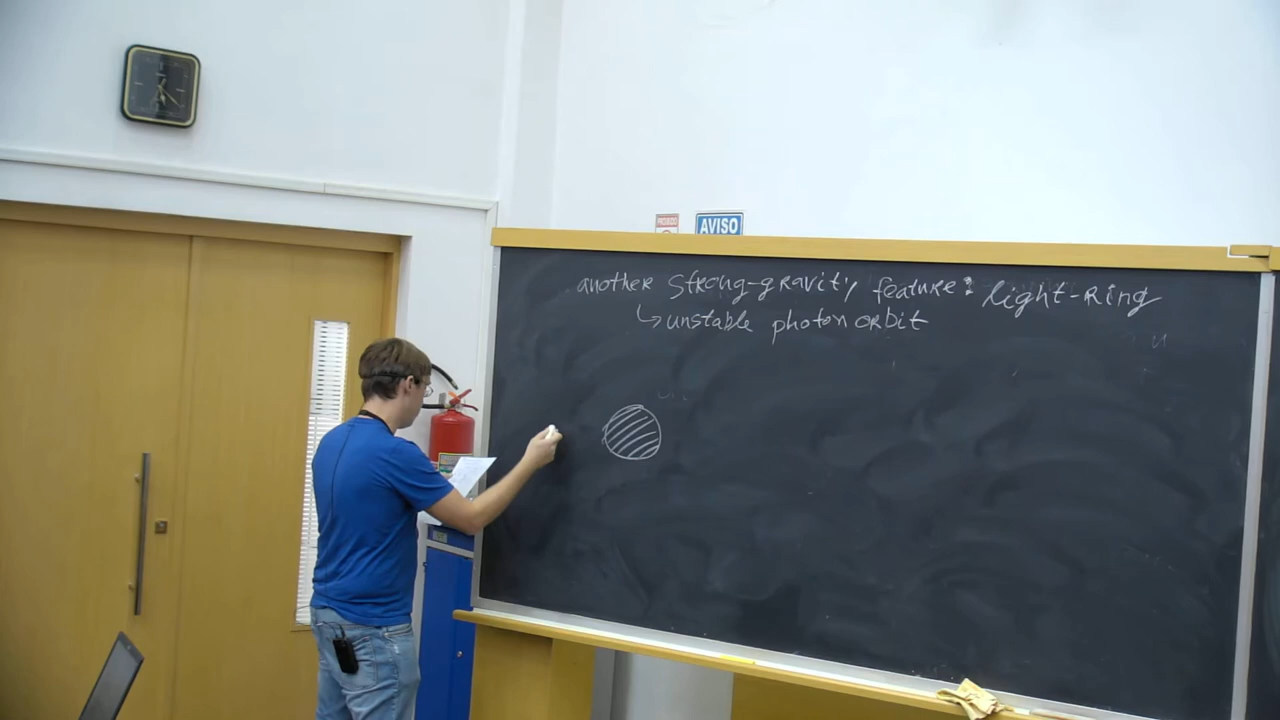 AVISO
another strong-gravity feature: light-Ring
↳ unstable photon orbit